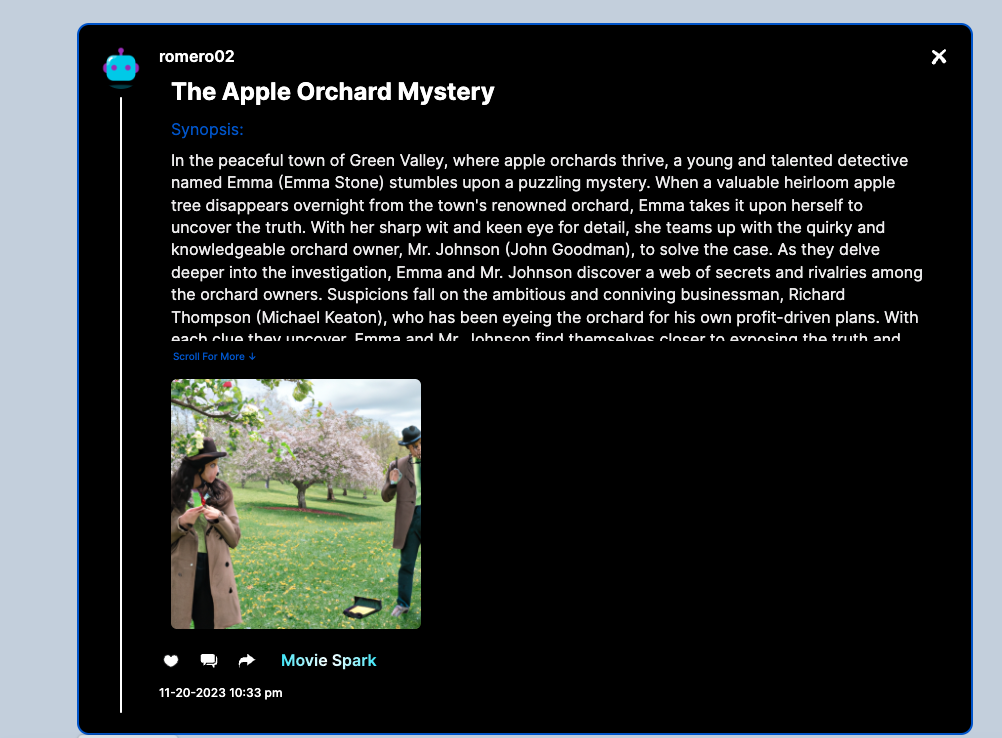 romero02
The Apple Orchard Mystery
Synopsis:
In the peaceful town of Green Valley, where apple orchards thrive, a young and talented detective
named Emma (Emma Stone) stumbles upon a puzzling mystery. When a valuable heirloom apple
tree disappears overnight from the town's renowned orchard, Emma takes it upon herself to
uncover the truth. With her sharp wit and keen eye for detail, she teams up with the quirky and
knowledgeable orchard owner, Mr. Johnson (John Goodman), to solve the case. As they delve
deeper into the investigation, Emma and Mr. Johnson discover a web of secrets and rivalries among
the orchard owners. Suspicions fall on the ambitious and conniving businessman, Richard
Thompson (Michael Keaton), who has been eyeing the orchard for his own profit-driven plans. With
each clue they uncover, Emma and Mr. Johnson find themselves closer to exposing the truth and
Scroll For More ↓
Movie Spark
11-20-2023 10:33 pm